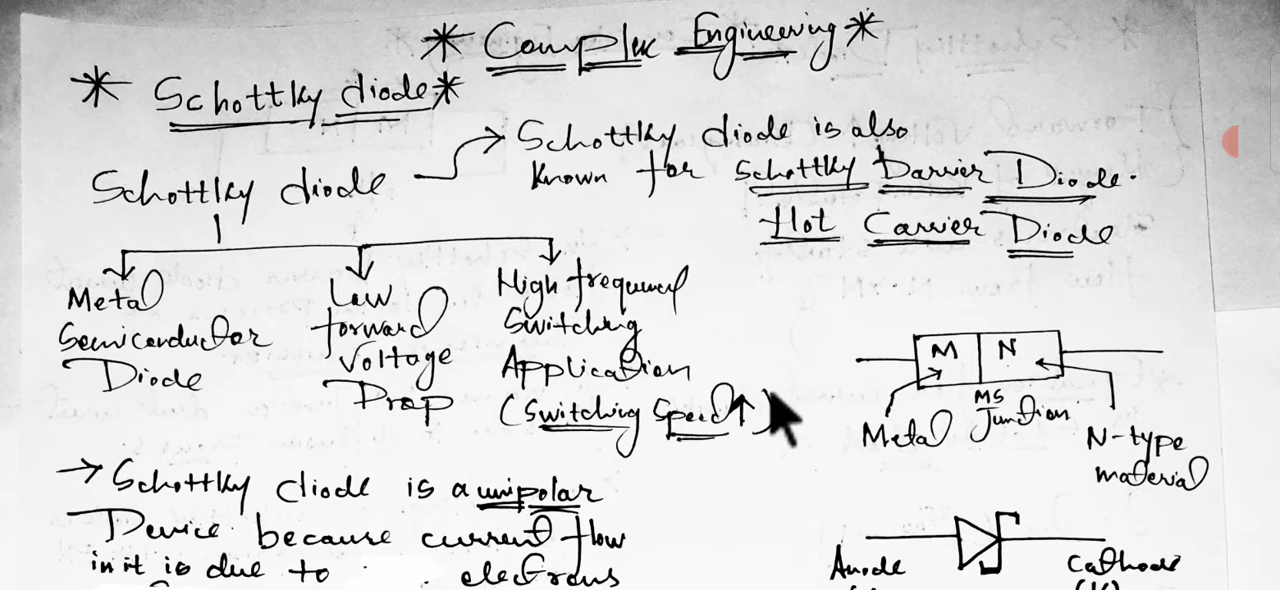 * Complex Engineering *
* Schottky diode *
Schottky diode → Schottky diode is also
known for Schottky Barrier Diode.
Hot Carrier Diode
Metal
Semiconductor
Diode
Low
forward
Voltage
Drop
High frequency
Switching
Application
(Switching Speed↑)
M N
MS
Junction
Metal
N-type
material
→ Schottky diode is a unipolar
Device because current flow
in it is due to electrons
Anode
Cathode
(K)